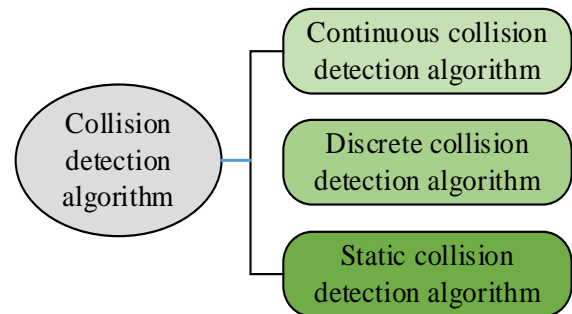 Collision
detection
algorithm
Continuous collision
detection algorithm
Discrete collision
detection algorithm
Static collision
detection algorithm